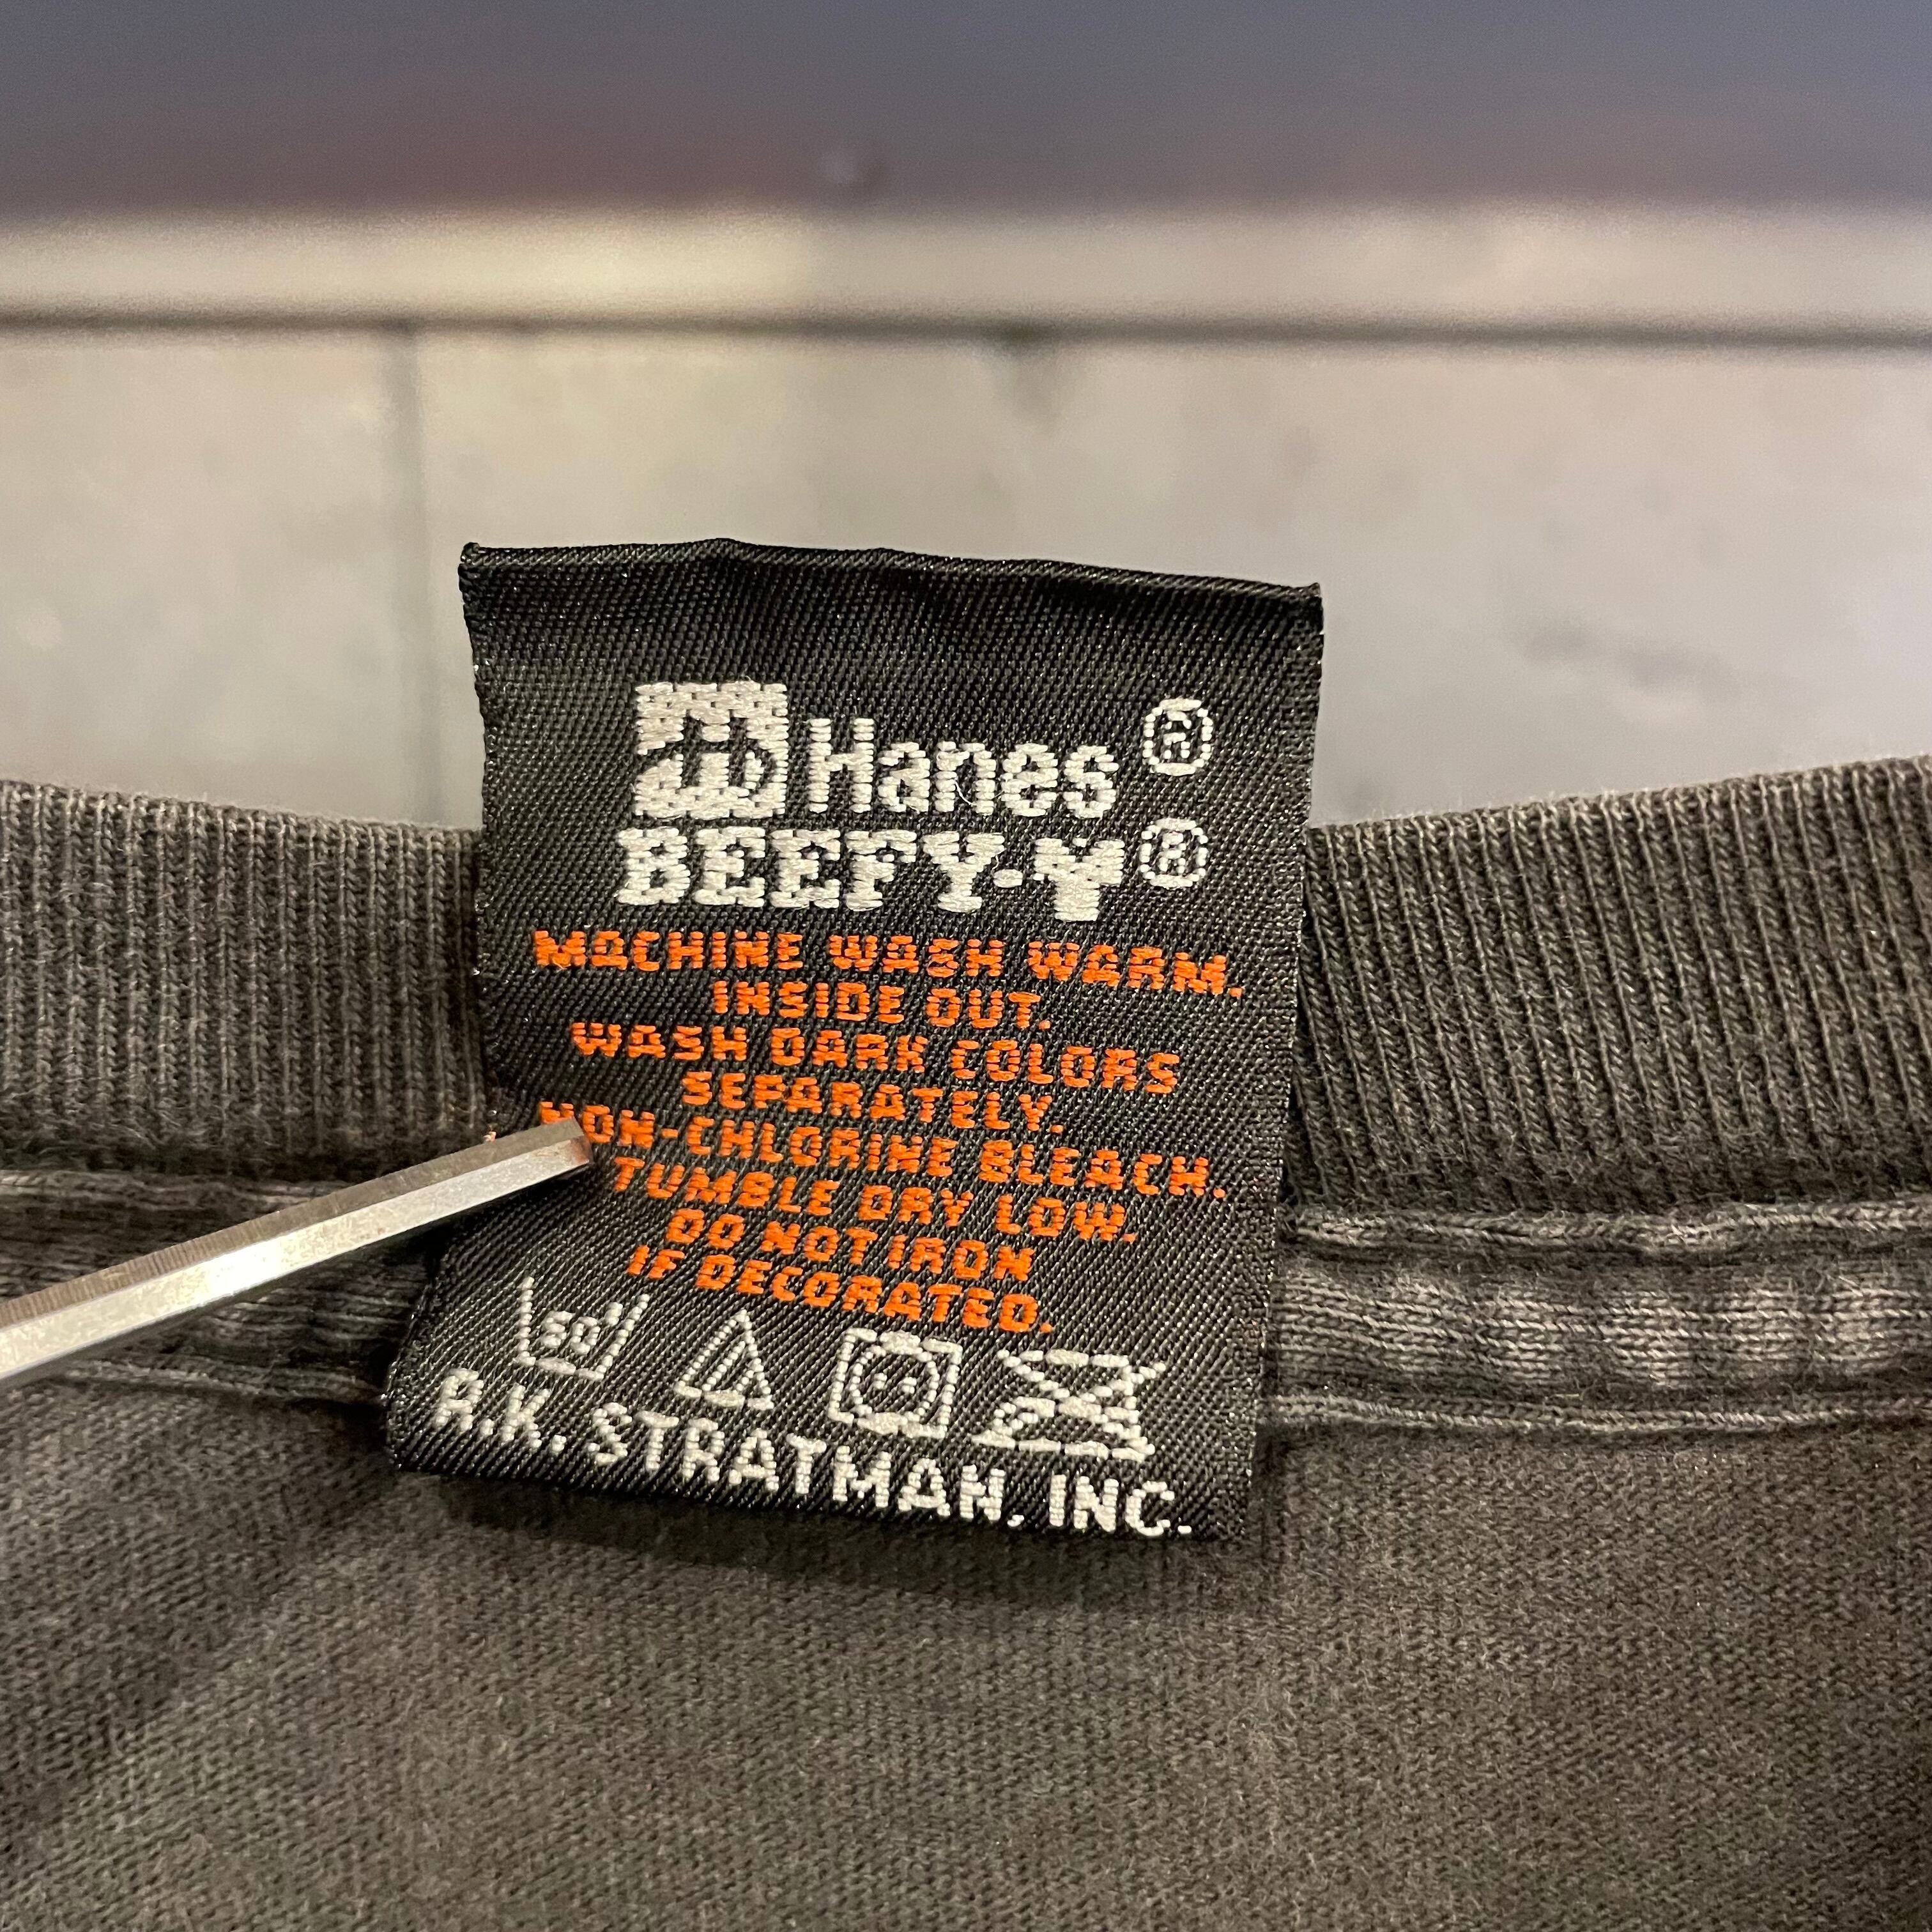 Hanes®
BEEFY-T®
MACHINE WASH WARM.
INSIDE OUT.
WASH DARK COLORS
SEPARATELY.
NON-CHLORINE BLEACH.
TUMBLE DRY LOW.
DO NOT IRON
IF DECORATED.
R.K. STRATMAN, INC.